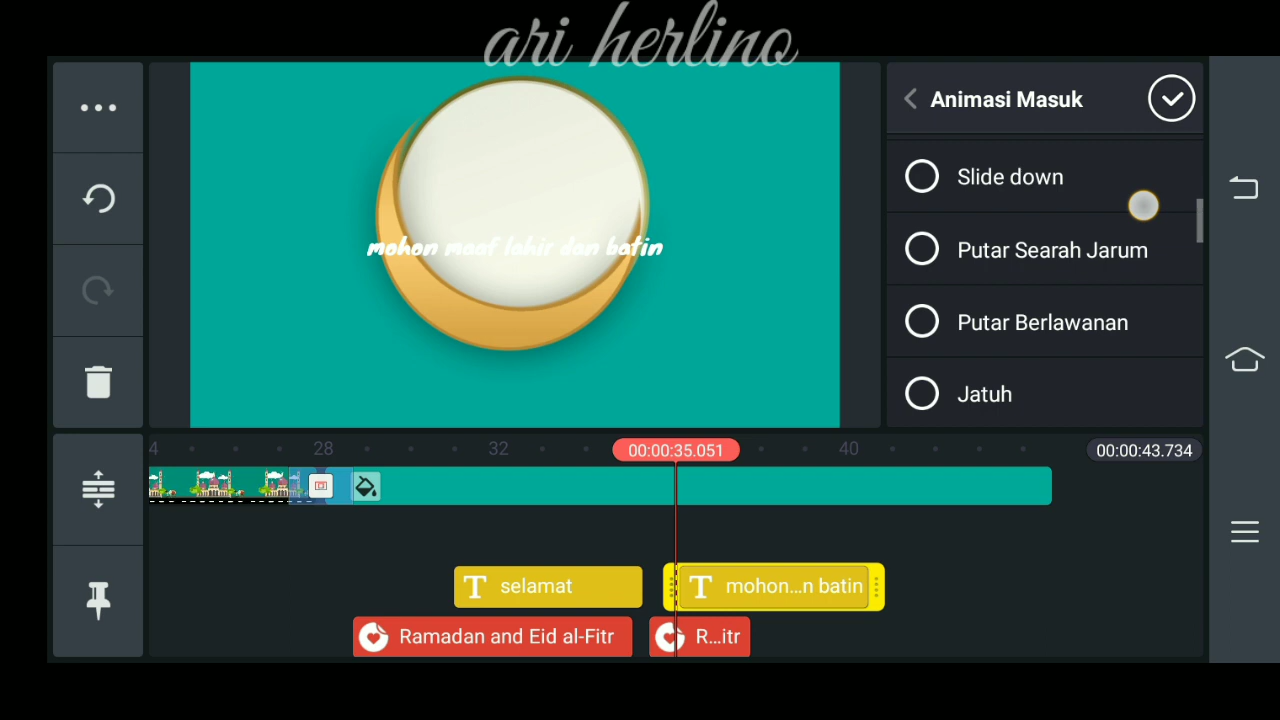 ari herlino
Animasi Masuk
Slide down
mohon maaf lahir dan batin
Putar Searah Jarum
Putar Berlawanan
Jatuh
4 28 32 00:00:35.051 40 00:00:43.734
selamat
mohon...n batin
Ramadan and Eid al-Fitr
R...itr